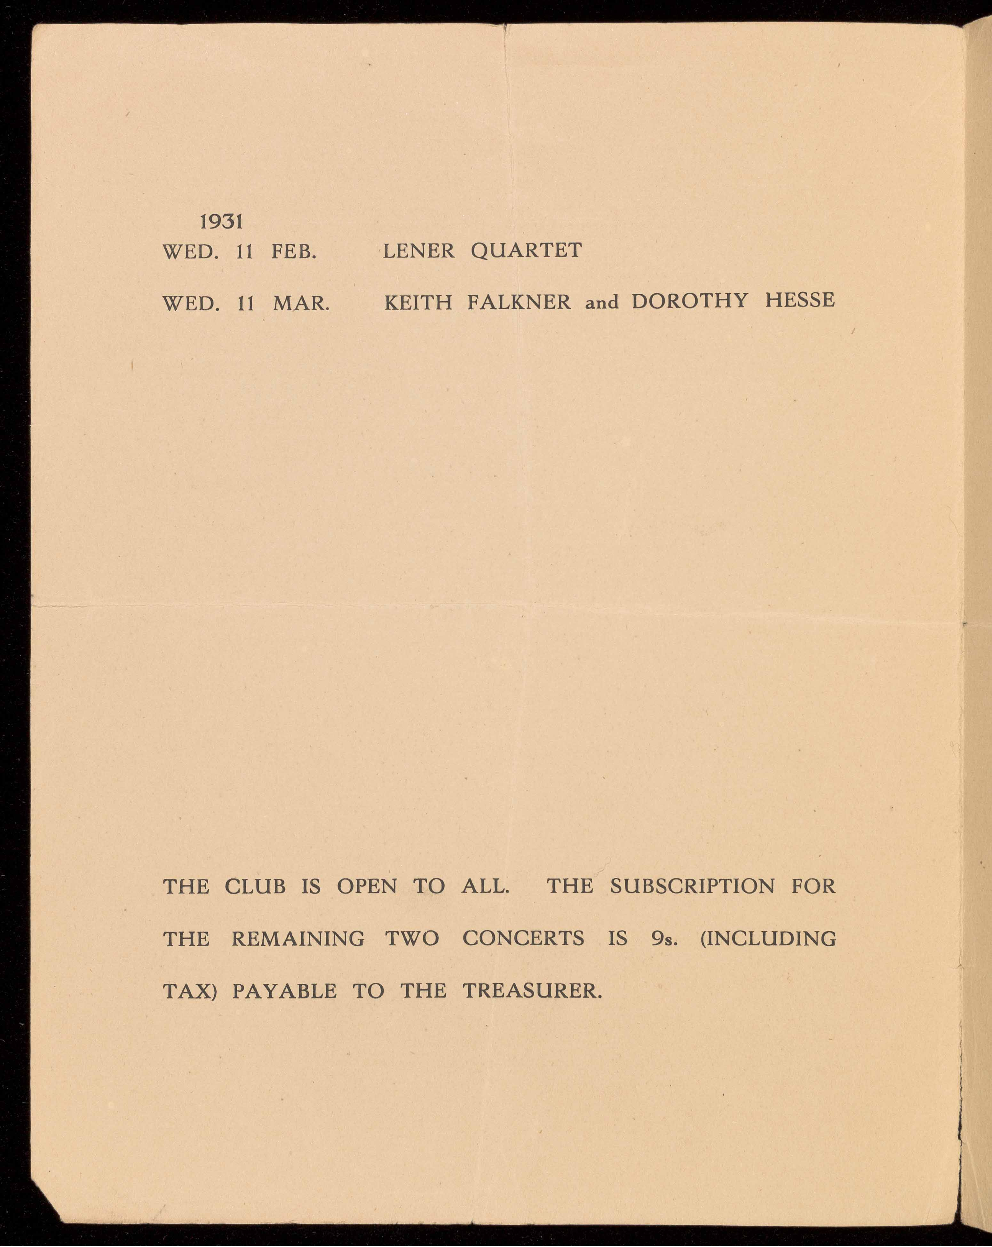 1931
WED. 11 FEB. LENER QUARTET
WED. 11 MAR. KEITH FALKNER and DOROTHY HESSE
THE CLUB IS OPEN TO ALL. THE SUBSCRIPTION FOR
THE REMAINING TWO CONCERTS IS 9s. (INCLUDING
TAX) PAYABLE TO THE TREASURER.